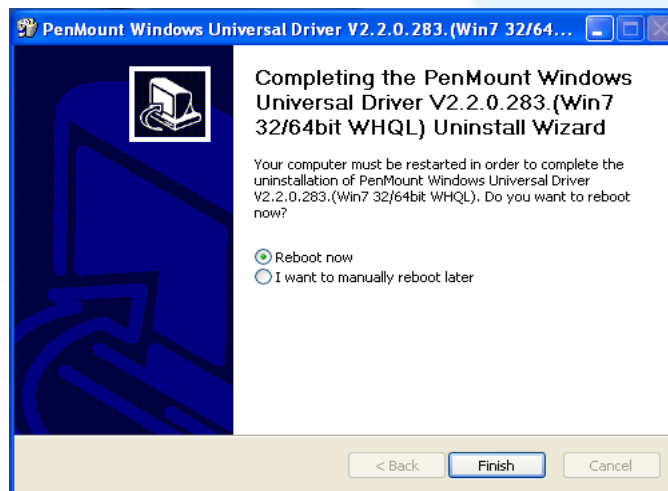 PenMount Windows Universal Driver V2.2.0.283.(Win7 32/64...
Completing the PenMount Windows
Universal Driver V2.2.0.283.(Win7
32/64bit WHQL) Uninstall Wizard
Your computer must be restarted in order to complete the
uninstallation of PenMount Windows Universal Driver
V2.2.0.283.(Win7 32/64bit WHQL). Do you want to reboot
now?
Reboot now
I want to manually reboot later
< Back
Finish
Cancel